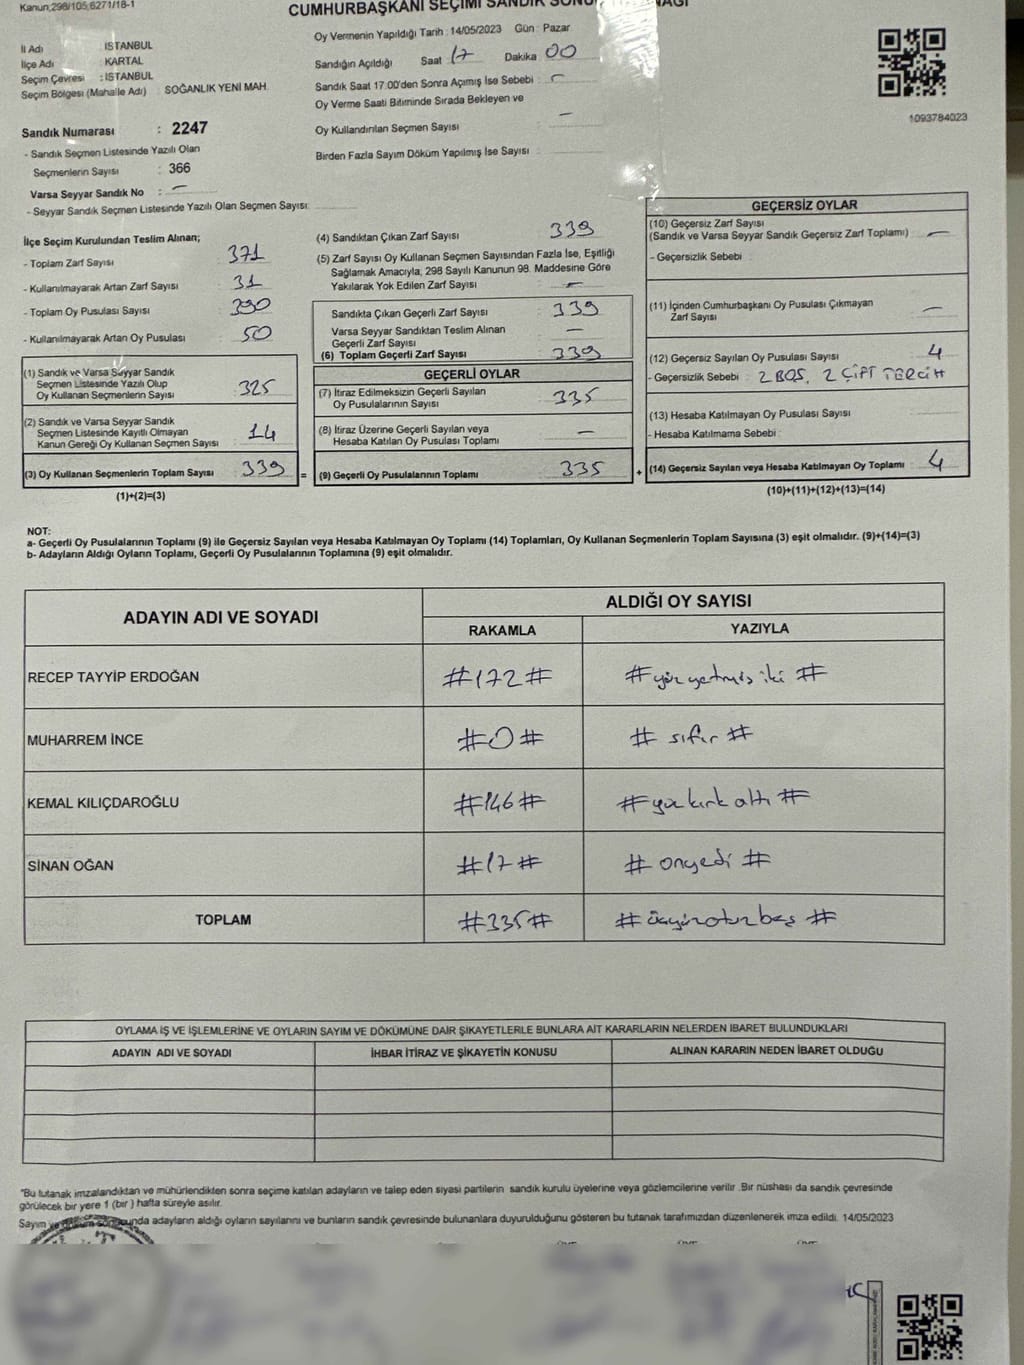 Kanun;298/105;6271/18-1
CUMHURBAŞKANI SEÇİMİ SANDIK
İl Adı : İSTANBUL
İlçe Adı : KARTAL
Seçim Çevresi : İSTANBUL
Seçim Bölgesi (Mahalle Adı) : SOĞANLIK YENİ MAH.
Sandık Numarası : 2247
- Sandık Seçmen Listesinde Yazılı Olan
Seçmenlerin Sayısı : 366
Varsa Seyyar Sandık No : –
- Seyyar Sandık Seçmen Listesinde Yazılı Olan Seçmen Sayısı:
Oy Vermenin Yapıldığı Tarih : 14/05/2023 Gün : Pazar
Sandığın Açıldığı Saat : 17 Dakika : 00
Sandık Saat 17:00'den Sonra Açımış İse Sebebi : –
Oy Verme Saati Bitiminde Sırada Bekleyen ve
Oy Kullandırılan Seçmen Sayısı : –
Birden Fazla Sayım Döküm Yapılmış İse Sayısı :
1093784023
İlçe Seçim Kurulundan Teslim Alınan;
- Toplam Zarf Sayısı : 371
- Kullanılmayarak Artan Zarf Sayısı : 31
- Toplam Oy Pusulası Sayısı : 390
- Kullanılmayarak Artan Oy Pusulası : 50
(1) Sandık ve Varsa Seyyar Sandık
Seçmen Listesinde Yazılı Olup
Oy Kullanan Seçmenlerin Sayısı : 325
(2) Sandık ve Varsa Seyyar Sandık
Seçmen Listesinde Kayıtlı Olmayan
Kanun Gereği Oy Kullanan Seçmen Sayısı : 14
(3) Oy Kullanan Seçmenlerin Toplam Sayısı : 339
(1)+(2)=(3)
=
(4) Sandıktan Çıkan Zarf Sayısı : 339
(5) Zarf Sayısı Oy Kullanan Seçmen Sayısından Fazla İse, Eşitliği
Sağlamak Amacıyla, 298 Sayılı Kanunun 98. Maddesine Göre
Yakılarak Yok Edilen Zarf Sayısı : –
Sandıkta Çıkan Geçerli Zarf Sayısı : 339
Varsa Seyyar Sandıktan Teslim Alınan
Geçerli Zarf Sayısı : –
(6) Toplam Geçerli Zarf Sayısı : 339
GEÇERLİ OYLAR
(7) İtiraz Edilmeksizin Geçerli Sayılan
Oy Pusulalarının Sayısı : 335
(8) İtiraz Üzerine Geçerli Sayılan veya
Hesaba Katılan Oy Pusulası Toplamı : –
(9) Geçerli Oy Pusulalarının Toplamı : 335
+
GEÇERSİZ OYLAR
(10) Geçersiz Zarf Sayısı
(Sandık ve Varsa Seyyar Sandık Geçersiz Zarf Toplamı) : –
- Geçersizlik Sebebi :
(11) İçinden Cumhurbaşkanı Oy Pusulası Çıkmayan
Zarf Sayısı : –
(12) Geçersiz Sayılan Oy Pusulası Sayısı : 4
- Geçersizlik Sebebi : 2 BOŞ, 2 ÇİFT TERCİH
(13) Hesaba Katılmayan Oy Pusulası Sayısı :
- Hesaba Katılmama Sebebi :
(14) Geçersiz Sayılan veya Hesaba Katılmayan Oy Toplamı : 4
(10)+(11)+(12)+(13)=(14)
NOT:
a- Geçerli Oy Pusulalarının Toplamı (9) ile Geçersiz Sayılan veya Hesaba Katılmayan Oy Toplamı (14) Toplamları, Oy Kullanan Seçmenlerin Toplam Sayısına (3) eşit olmalıdır. (9)+(14)=(3)
b- Adayların Aldığı Oyların Toplamı, Geçerli Oy Pusulalarının Toplamına (9) eşit olmalıdır.
ADAYIN ADI VE SOYADI ALDIĞI OY SAYISI
RAKAMLA YAZIYLA
RECEP TAYYİP ERDOĞAN #172# #yüz yetmiş iki #
MUHARREM İNCE #0# # sıfır #
KEMAL KILIÇDAROĞLU #146# #yüz kırk altı #
SİNAN OĞAN #17# # onyedi #
TOPLAM #335# #üçyüzotuz beş #
OYLAMA İŞ VE İŞLEMLERİNE VE OYLARIN SAYIM VE DÖKÜMÜNE DAİR ŞİKAYETLERLE BUNLARA AİT KARARLARIN NELERDEN İBARET BULUNDUKLARI
ADAYIN ADI VE SOYADI İHBAR İTİRAZ VE ŞİKAYETİN KONUSU ALINAN KARARIN NEDEN İBARET OLDUĞU
*Bu tutanak imzalandıktan ve mühürlendikten sonra seçime katılan adayların ve talep eden siyasi partilerin sandık kurulu üyelerine veya gözlemcilerine verilir. Bir nüshası da sandık çevresinde
görülecek bir yere 1 (bir ) hafta süreyle asılır.
Sayım adayların aldığı oyların sayılarını ve bunların sandık çevresinde bulunanlara duyurulduğunu gösteren bu tutanak tarafımızdan düzenlenerek imza edildi. 14/05/2023